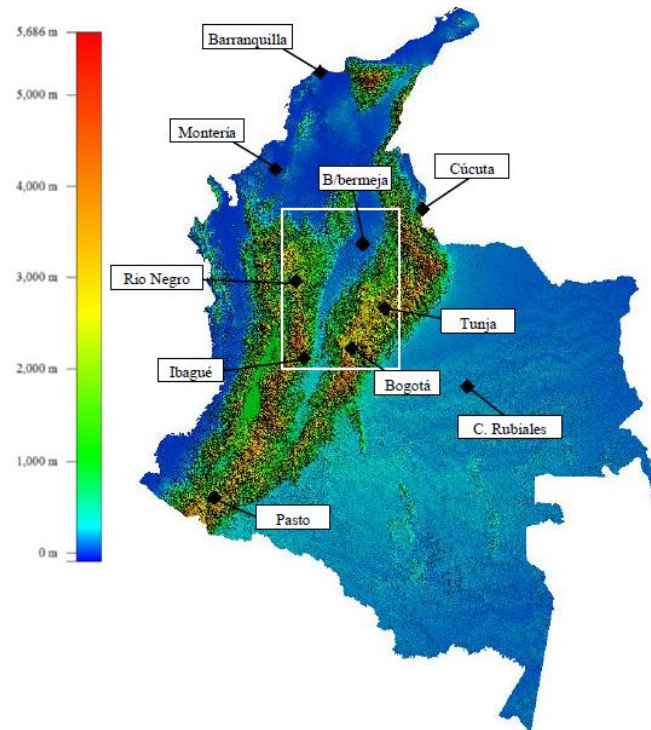 5,686 m
5,000 m
4,000 m
3,000 m
2,000 m
1,000 m
0 m
Barranquilla
Montería
B/bermeja
Cúcuta
Rio Negro
Tunja
Ibagué
Bogotá
C. Rubiales
Pasto